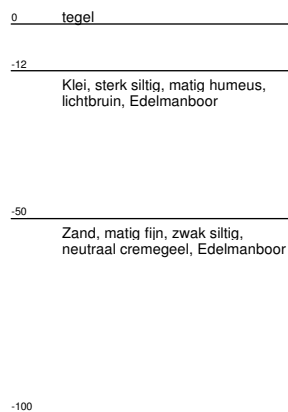 0 tegel
-12
Klei, sterk siltig, matig humeus,
lichtbruin, Edelmanboor
-50
Zand, matig fijn, zwak siltig,
neutraal cremegeel, Edelmanboor
-100